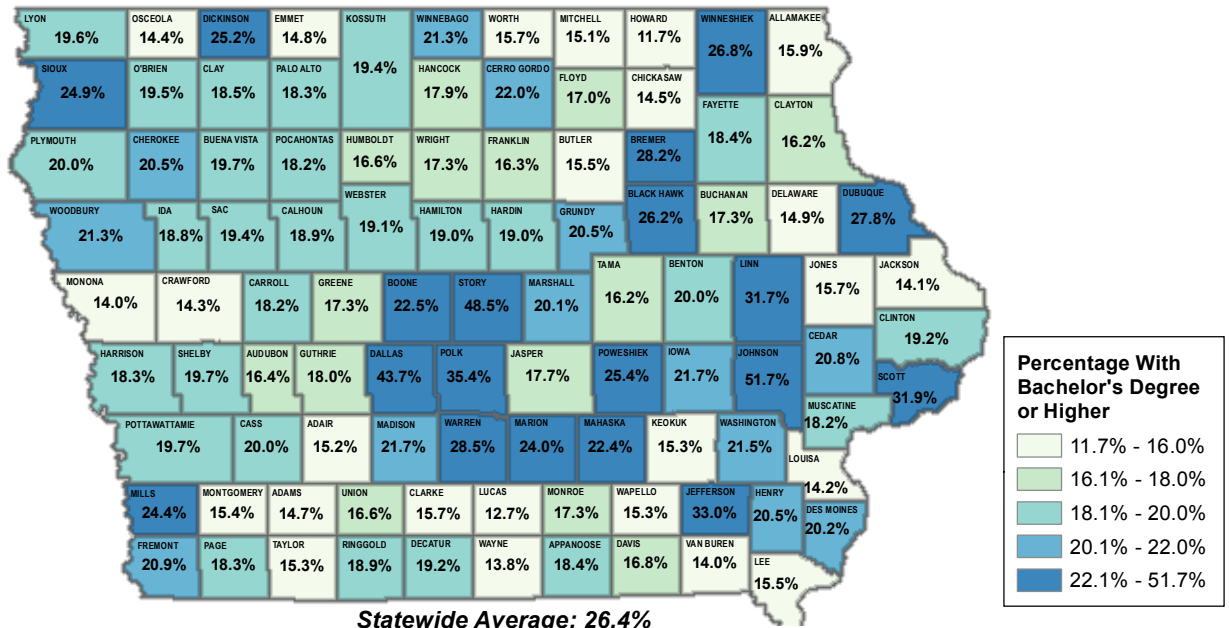 LYON OSCEOLA DICKINSON EMMET KOSSUTH WINNEBAGO WORTH MITCHELL HOWARD WINNESHIEK ALLAMAKEE
19.6% 14.4% 25.2% 14.8% 19.4% 21.3% 15.7% 15.1% 11.7% 26.8% 15.9%
SIOUX O'BRIEN CLAY PALO ALTO HANCOCK CERRO GORDO FLOYD CHICKASAW
24.9% 19.5% 18.5% 18.3% 17.9% 22.0% 17.0% 14.5%
FAYETTE CLAYTON
18.4% 16.2%
PLYMOUTH CHEROKEE BUENA VISTA POCAHONTAS HUMBOLDT WRIGHT FRANKLIN BUTLER BREMER
20.0% 20.5% 19.7% 18.2% 16.6% 17.3% 16.3% 15.5% 28.2%
WEBSTER BLACK HAWK BUCHANAN DELAWARE DUBUQUE
19.1% 26.2% 17.3% 14.9% 27.8%
WOODBURY IDA SAC CALHOUN HAMILTON HARDIN GRUNDY
21.3% 18.8% 19.4% 18.9% 19.0% 19.0% 20.5%
TAMA BENTON LINN JONES JACKSON
16.2% 20.0% 31.7% 15.7% 14.1%
MONONA CRAWFORD CARROLL GREENE BOONE STORY MARSHALL
14.0% 14.3% 18.2% 17.3% 22.5% 48.5% 20.1%
CLINTON
19.2%
CEDAR
20.8%
HARRISON SHELBY AUDUBON GUTHRIE DALLAS POLK JASPER POWESHIEK IOWA JOHNSON
18.3% 19.7% 16.4% 18.0% 43.7% 35.4% 17.7% 25.4% 21.7% 51.7%
SCOTT
31.9%
MUSCATINE
18.2%
POTTAWATTAMIE CASS ADAIR MADISON WARREN MARION MAHASKA KEOKUK WASHINGTON
19.7% 20.0% 15.2% 21.7% 28.5% 24.0% 22.4% 15.3% 21.5%
LOUISA
14.2%
MILLS MONTGOMERY ADAMS UNION CLARKE LUCAS MONROE WAPELLO JEFFERSON HENRY
24.4% 15.4% 14.7% 16.6% 15.7% 12.7% 17.3% 15.3% 33.0% 20.5%
DES MOINES
20.2%
FREMONT PAGE TAYLOR RINGGOLD DECATUR WAYNE APPANOOSE DAVIS VAN BUREN
20.9% 18.3% 15.3% 18.9% 19.2% 13.8% 18.4% 16.8% 14.0%
LEE
15.5%
Statewide Average: 26.4%
Percentage With
Bachelor's Degree
or Higher
11.7% - 16.0%
16.1% - 18.0%
18.1% - 20.0%
20.1% - 22.0%
22.1% - 51.7%